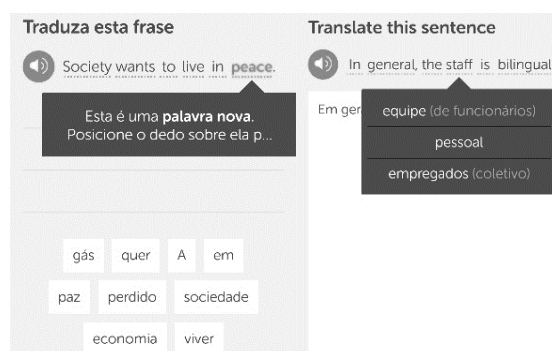 Traduza esta frase
Society wants to live in peace.
Esta é uma palavra nova.
Posicione o dedo sobre ela p...
gás quer A em
paz perdido sociedade
economia viver
Translate this sentence
In general, the staff is bilingual
Em ger
equipe (de funcionários)
pessoal
empregados (coletivo)